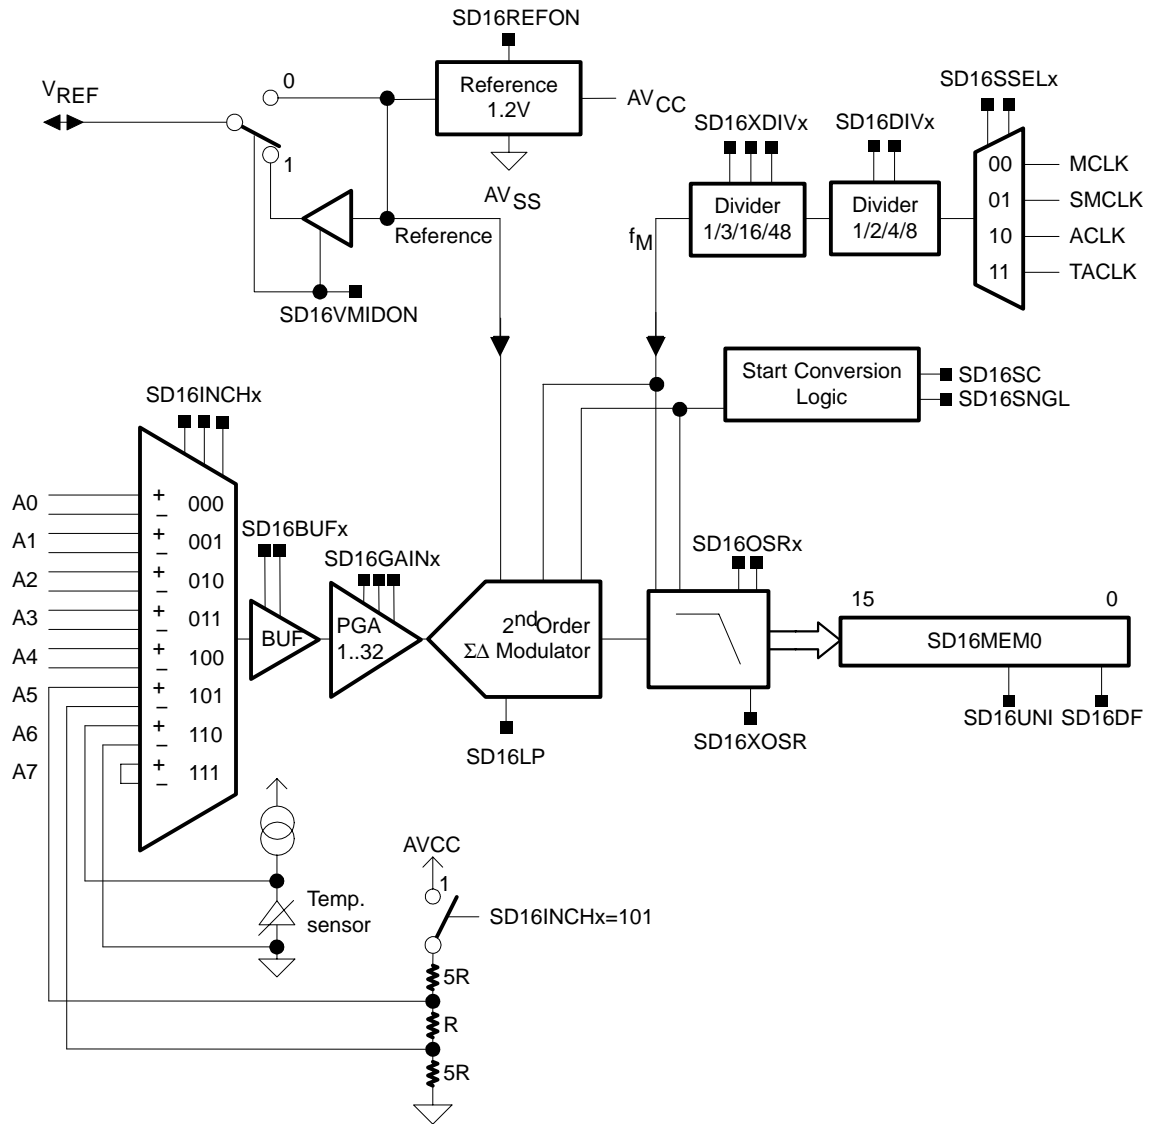 SD16REFON
VREF
0
Reference
1.2V
AVCC
AVSS
1
Reference
SD16VMIDON
SD16SSELx
SD16XDIVx
SD16DIVx
fM
Divider
1/3/16/48
Divider
1/2/4/8
00
01
10
11
MCLK
SMCLK
ACLK
TACLK
Start Conversion
Logic
SD16SC
SD16SNGL
SD16INCHx
A0 + − 000
A1 + − 001
A2 + − 010
A3 + − 011
A4 + − 100
A5 + − 101
A6 + − 110
A7 + − 111
SD16BUFx
BUF
SD16GAINx
PGA
1..32
2nd Order
ΣΔ Modulator
SD16LP
SD16OSRx
SD16XOSR
15 0
SD16MEM0
SD16UNI SD16DF
Temp.
sensor
AVCC
1
SD16INCHx=101
5R
R
5R